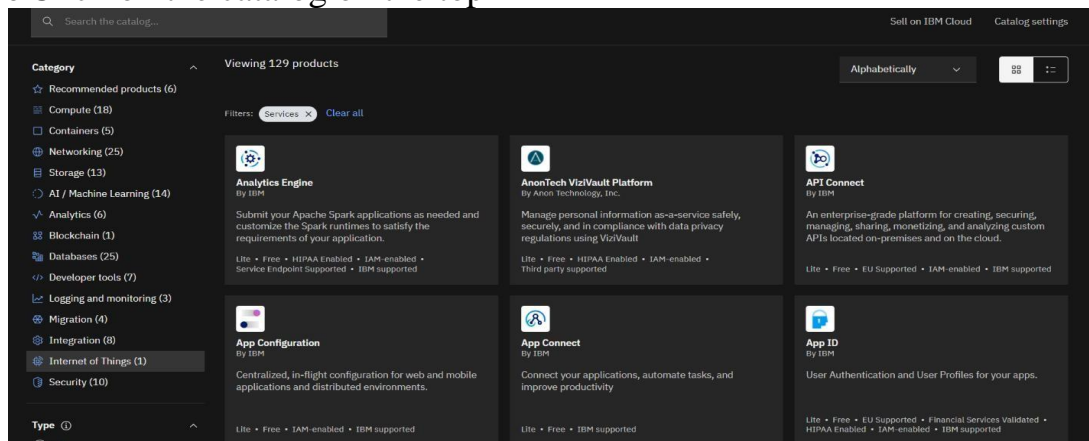 Search the catalog...
Sell on IBM Cloud
Catalog settings
Category
Recommended products (6)
Compute (18)
Containers (5)
Networking (25)
Storage (13)
AI / Machine Learning (14)
Analytics (6)
Blockchain (1)
Databases (25)
Developer tools (7)
Logging and monitoring (3)
Migration (4)
Integration (8)
Internet of Things (1)
Security (10)
Type
Viewing 129 products
Alphabetically
Filters: Services × Clear all
Analytics Engine
By IBM
Submit your Apache Spark applications as needed and
customize the Spark runtimes to satisfy the
requirements of your application.
Lite • Free • HIPAA Enabled • IAM-enabled •
Service Endpoint Supported • IBM supported
AnonTech ViziVault Platform
By Anon Technology, Inc.
Manage personal information as-a-service safely,
securely, and in compliance with data privacy
regulations using ViziVault
Lite • Free • HIPAA Enabled • IAM-enabled •
Third party supported
API Connect
By IBM
An enterprise-grade platform for creating, securing,
managing, sharing, monetizing, and analyzing custom
APIs located on-premises and on the cloud.
Lite • Free • EU Supported • IAM-enabled • IBM supported
App Configuration
By IBM
Centralized, in-flight configuration for web and mobile
applications and distributed environments.
Lite • Free • IAM-enabled • IBM supported
App Connect
By IBM
Connect your applications, automate tasks, and
improve productivity
Lite • Free • IBM supported
App ID
By IBM
User Authentication and User Profiles for your apps.
Lite • Free • EU Supported • Financial Services Validated •
HIPAA Enabled • IAM-enabled • IBM supported